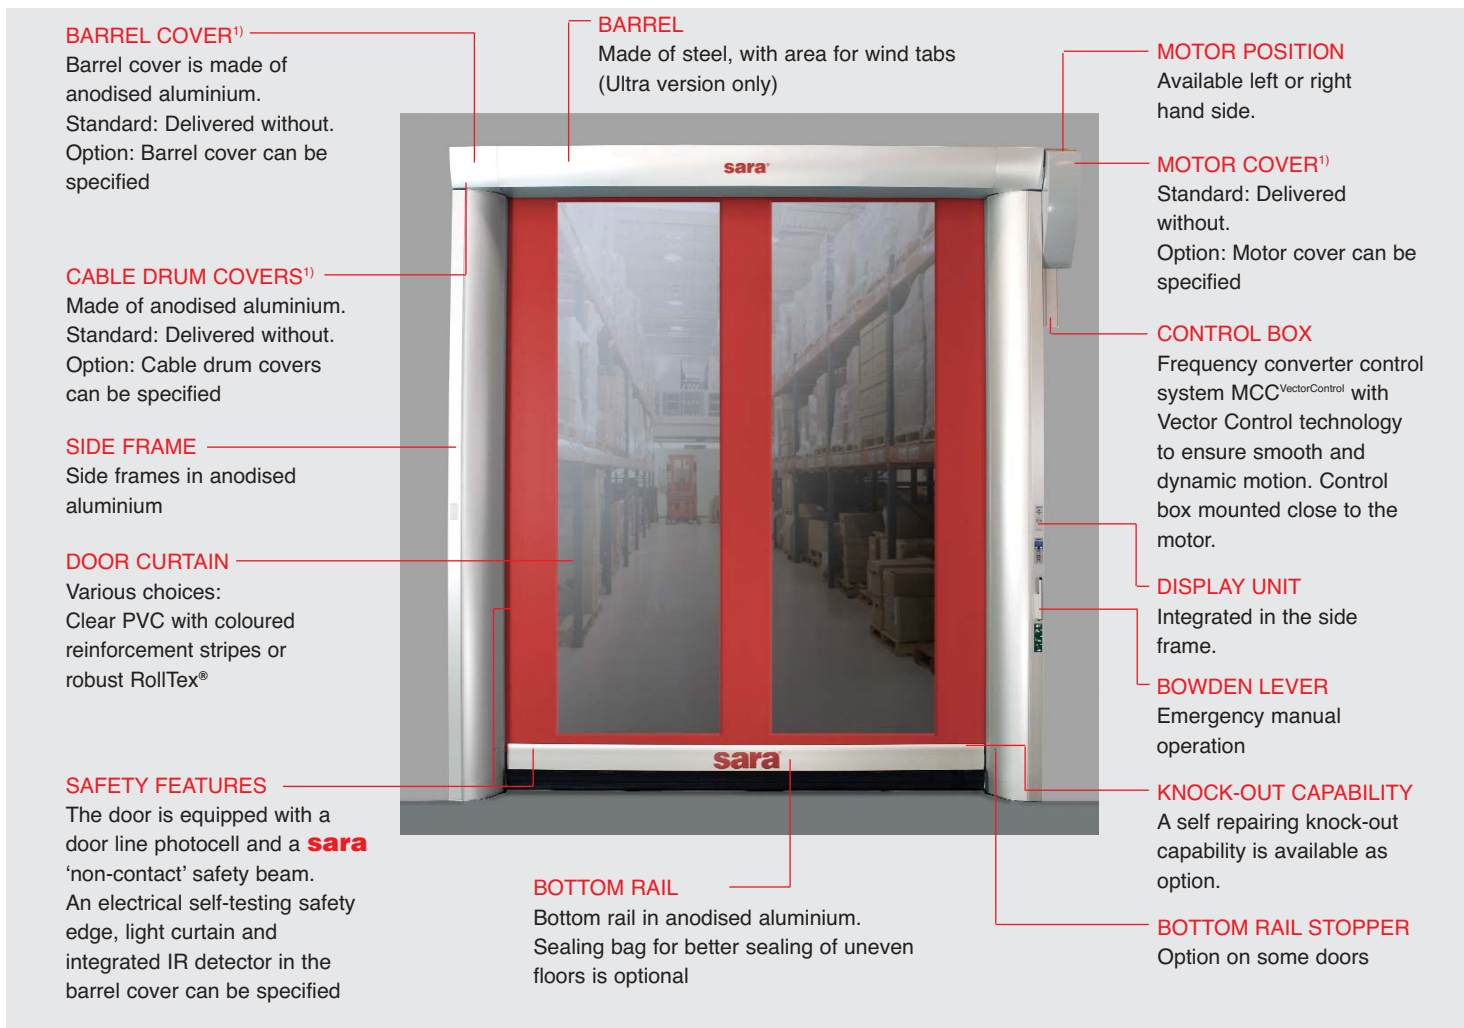 BARREL COVER1)
Barrel cover is made of
anodised aluminium.
Standard: Delivered without.
Option: Barrel cover can be
specified
CABLE DRUM COVERS1)
Made of anodised aluminium.
Standard: Delivered without.
Option: Cable drum covers
can be specified
SIDE FRAME
Side frames in anodised
aluminium
DOOR CURTAIN
Various choices:
Clear PVC with coloured
reinforcement stripes or
robust RollTex®
SAFETY FEATURES
The door is equipped with a
door line photocell and a sara
‘non-contact’ safety beam.
An electrical self-testing safety
edge, light curtain and
integrated IR detector in the
barrel cover can be specified
BARREL
Made of steel, with area for wind tabs
(Ultra version only)
sara
sara
BOTTOM RAIL
Bottom rail in anodised aluminium.
Sealing bag for better sealing of uneven
floors is optional
MOTOR POSITION
Available left or right
hand side.
MOTOR COVER1)
Standard: Delivered
without.
Option: Motor cover can be
specified
CONTROL BOX
Frequency converter control
system MCCVectorControl with
Vector Control technology
to ensure smooth and
dynamic motion. Control
box mounted close to the
motor.
DISPLAY UNIT
Integrated in the side
frame.
BOWDEN LEVER
Emergency manual
operation
KNOCK-OUT CAPABILITY
A self repairing knock-out
capability is available as
option.
BOTTOM RAIL STOPPER
Option on some doors